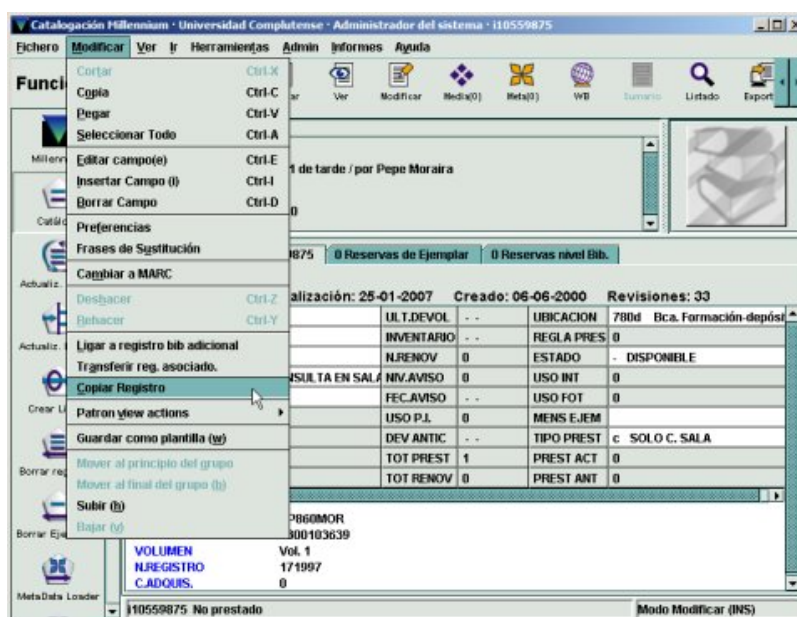 Catalogación Millennium · Universidad Complutense · Administrador del sistema · i10559875
Fichero Modificar Ver Ir Herramientas Admin Informes Ayuda
Funci
Ver Modificar Media(0) Meta(0) WB Sumario Listado Export
Cortar Ctrl-X
Copia Ctrl-C
Pegar Ctrl-V
Seleccionar Todo Ctrl-A
Editar campo(e) Ctrl-E
Insertar Campo (i) Ctrl-I
Borrar Campo Ctrl-D
Preferencias
Frases de Sustitución
Cambiar a MARC
Deshacer Ctrl-Z
Rehacer Ctrl-Y
Ligar a registro bib adicional
Transferir reg. asociado.
Copiar Registro
Patron view actions
Guardar como plantilla (w)
Mover al principio del grupo
Mover al final del grupo (b)
Subir (h)
Bajar (v)
Millenn
Catálo
Actualiz.
Actualiz.
Crear Li
Borrar reg
Borrar Eje
MetaData Loader
1 de tarde / por Pepe Moraira
0
9875 0 Reservas de Ejemplar 0 Reservas nivel Bib.
alización: 25-01-2007 Creado: 06-06-2000 Revisiones: 33
ULT.DEVOL - - UBICACION 780d Bca. Formación-depósi
INVENTARIO REGLA PRES 0
N.RENOV 0 ESTADO - DISPONIBLE
NSULTA EN SALA NIV.AVISO 0 USO INT 0
FEC.AVISO - - USO FOT 0
USO P.I. 0 MENS EJEM
DEV ANTIC - - TIPO PREST c SOLO C. SALA
TOT PREST 1 PREST ACT 0
TOT RENOV 0 PREST ANT 0
P860MOR
300103639
VOLUMEN Vol. 1
N.REGISTRO 171997
C.ADQUIS. 0
i10559875 No prestado Modo Modificar (INS)